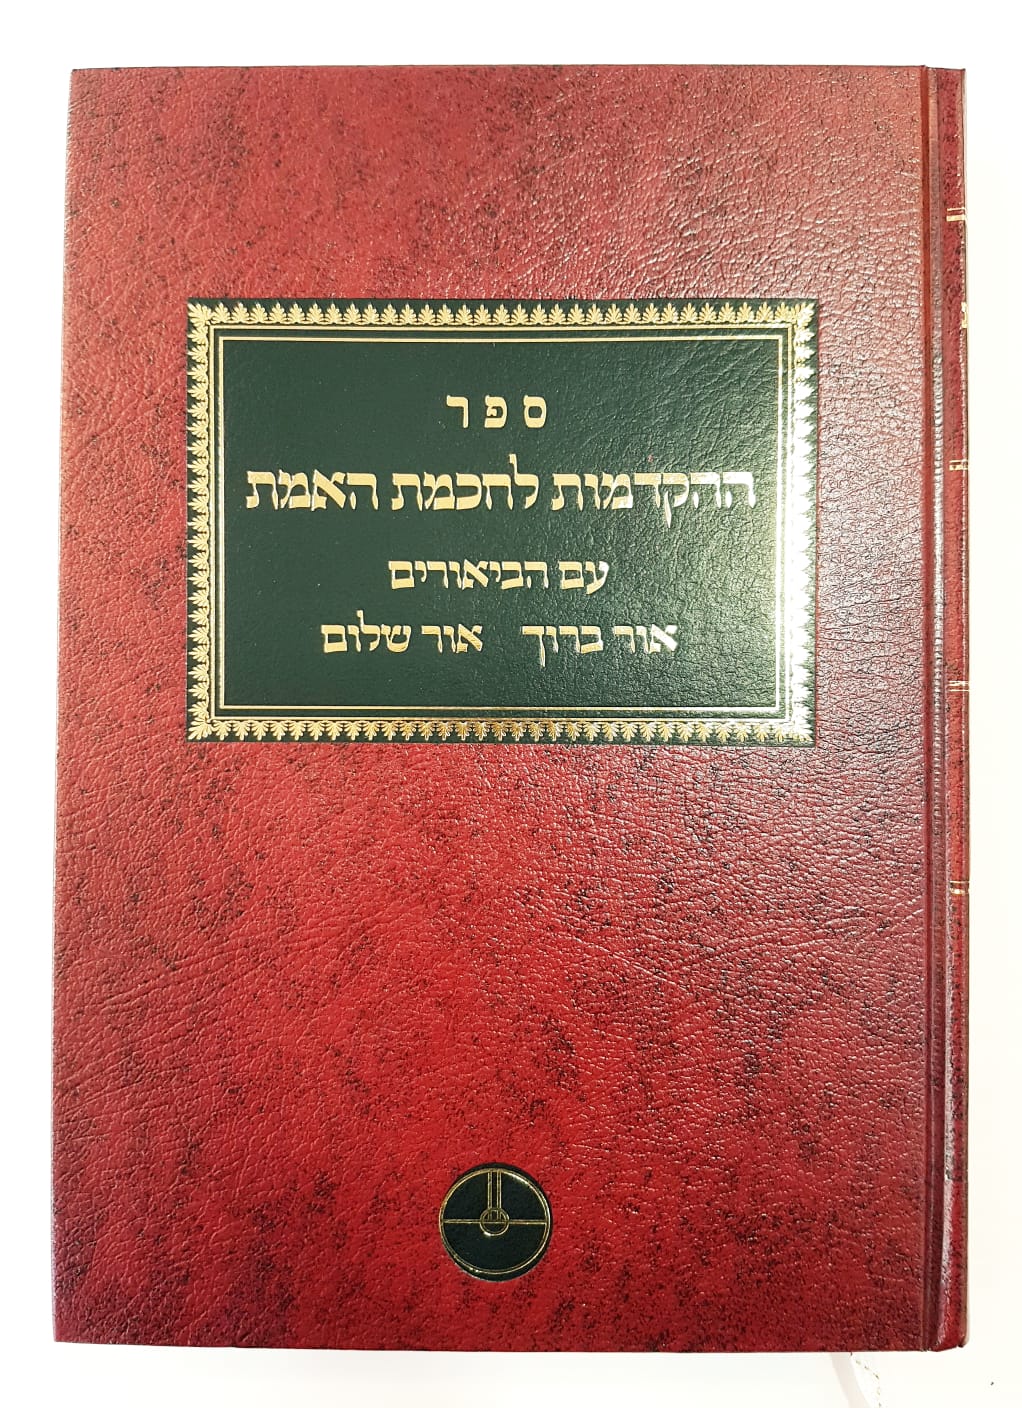 ספר
ההקדמות לחכמת האמת
עם הביאורים
אור ברוך אור שלום